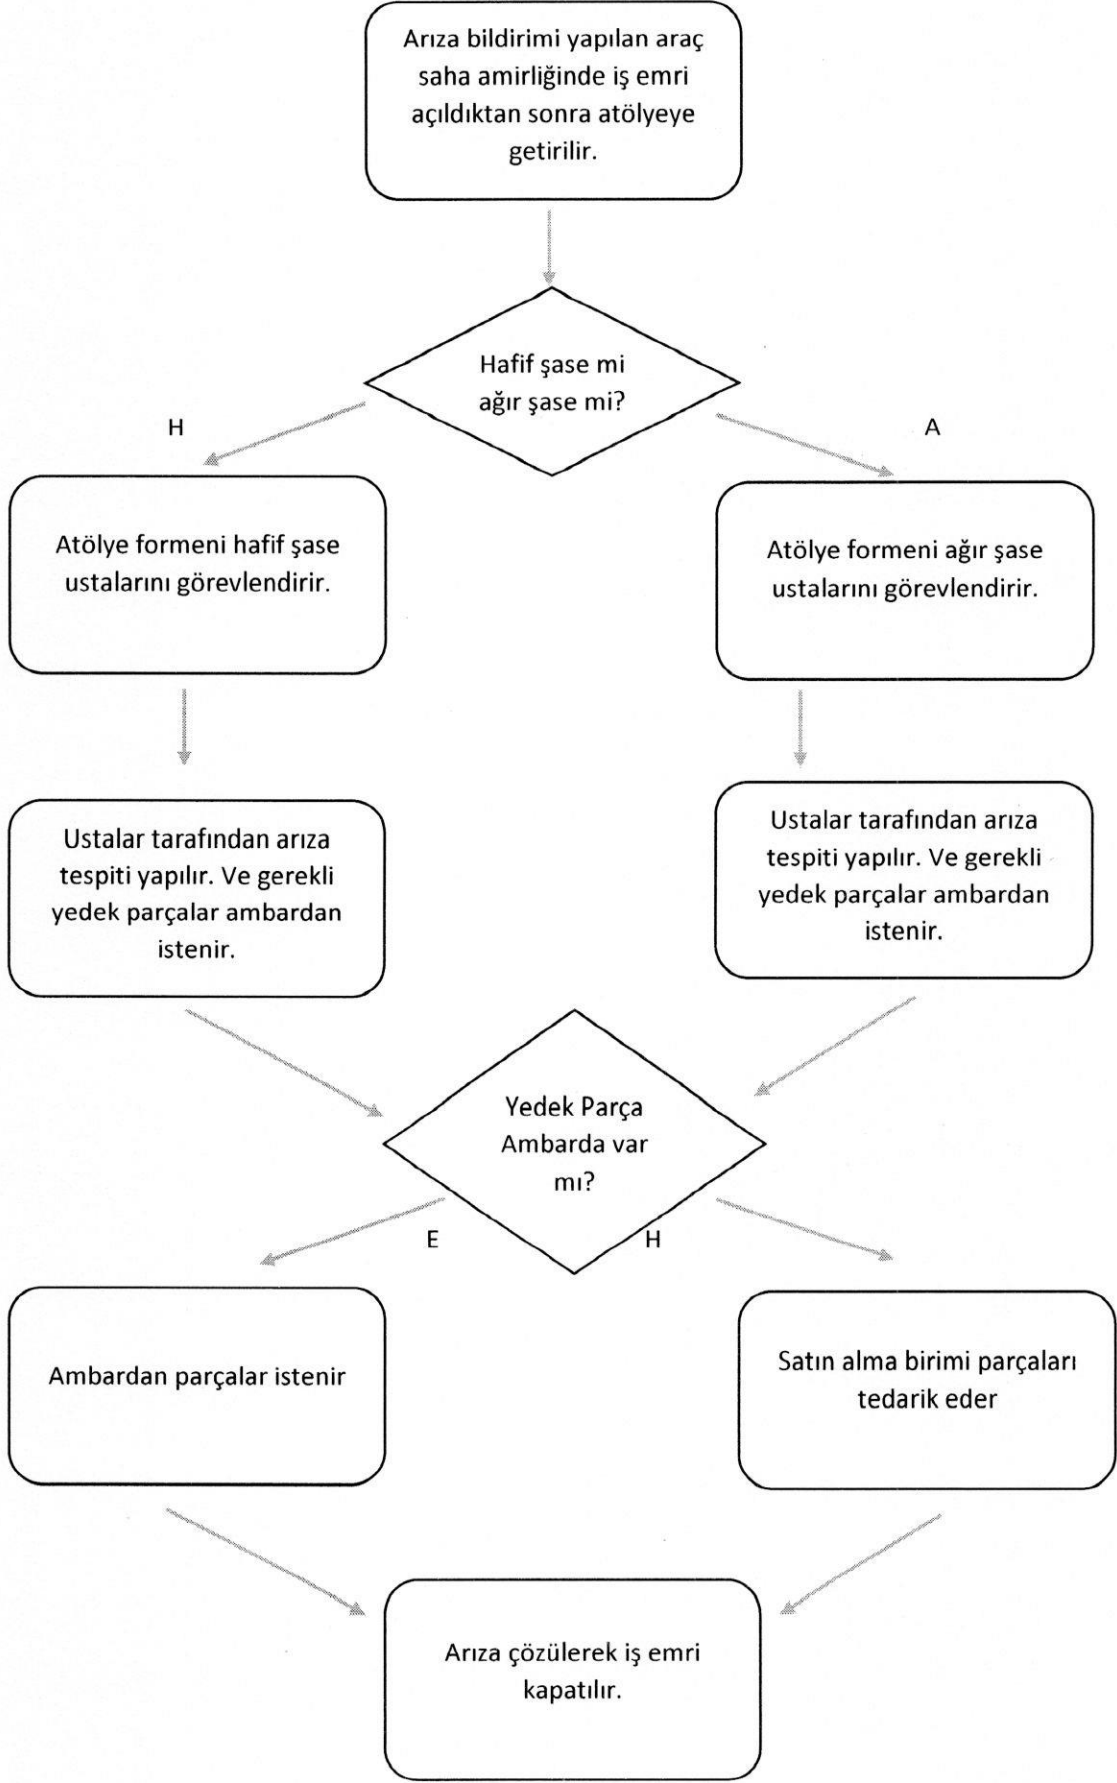 Arıza bildirimi yapılan araç
saha amirliğinde iş emri
açıldıktan sonra atölyeye
getirilir.
Hafif şase mi
ağır şase mi?
H
A
Atölye formeni hafif şase
ustalarını görevlendirir.
Atölye formeni ağır şase
ustalarını görevlendirir.
Ustalar tarafından arıza
tespiti yapılır. Ve gerekli
yedek parçalar ambardan
istenir.
Ustalar tarafından arıza
tespiti yapılır. Ve gerekli
yedek parçalar ambardan
istenir.
Yedek Parça
Ambarda var
mı?
E
H
Ambardan parçalar istenir
Satın alma birimi parçaları
tedarik eder
Arıza çözülerek iş emri
kapatılır.